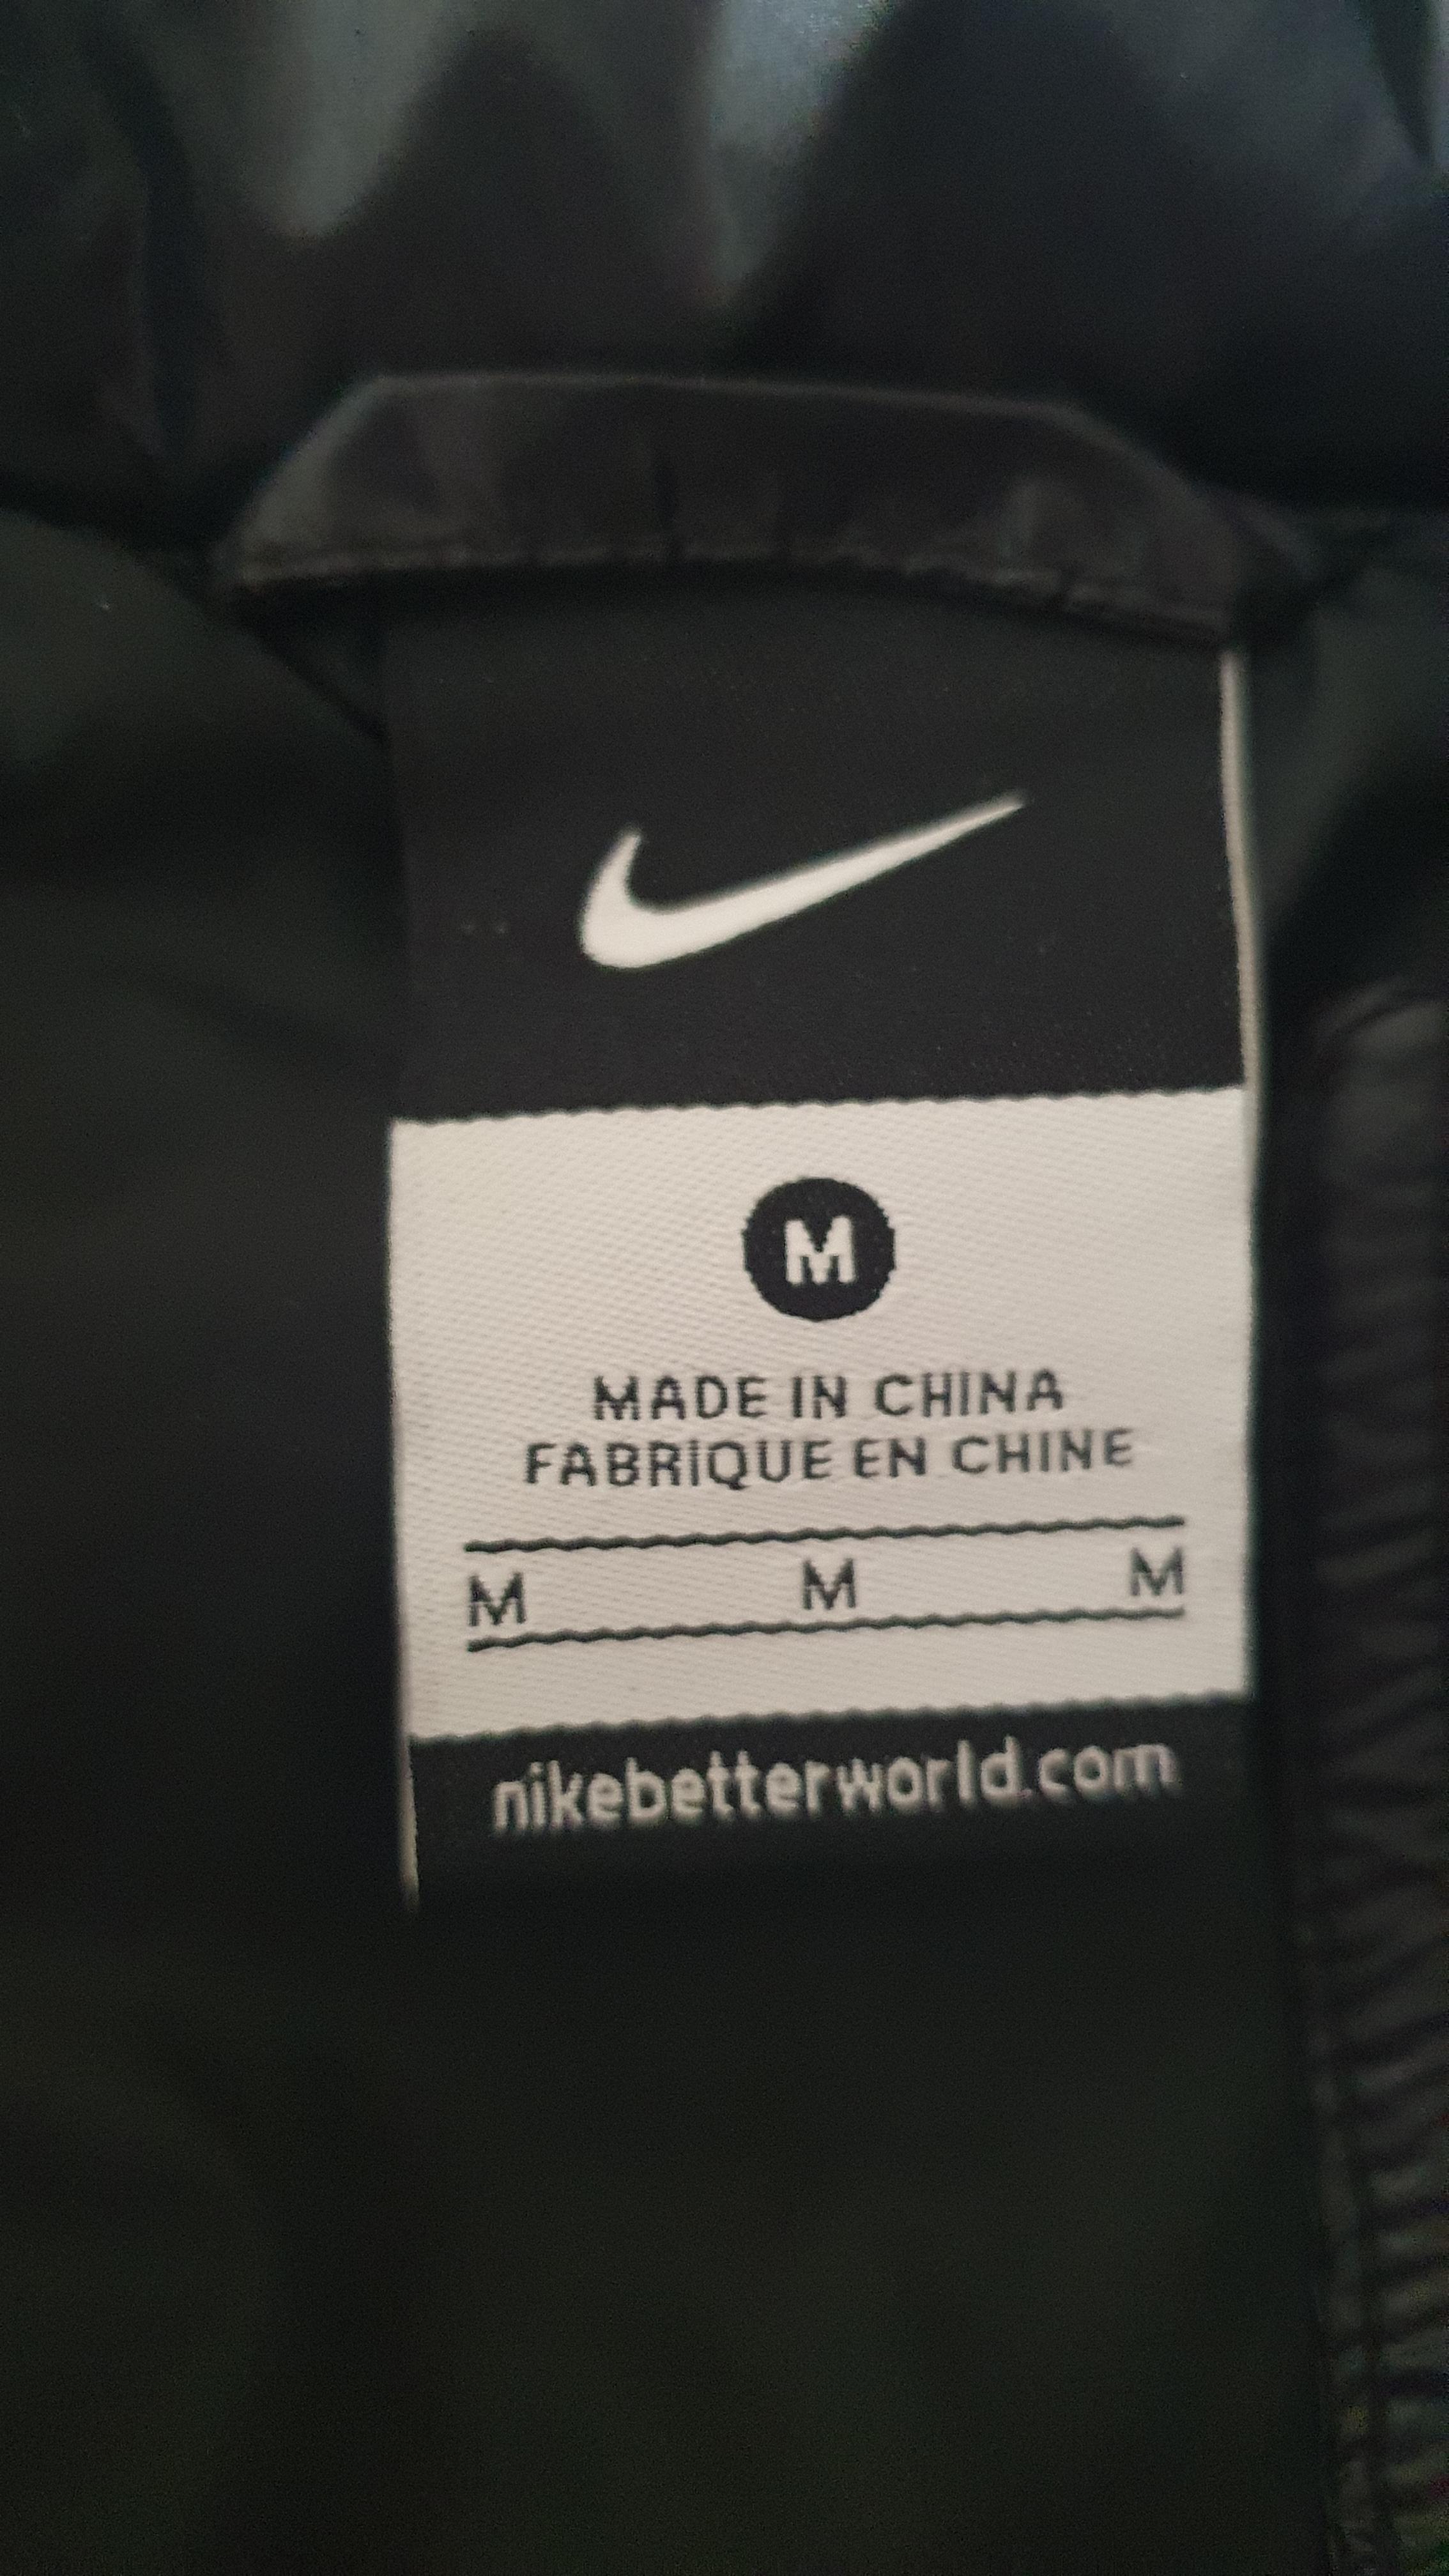 M
MADE IN CHINA
FABRIQUE EN CHINE
M M M
nikebetterworld.com